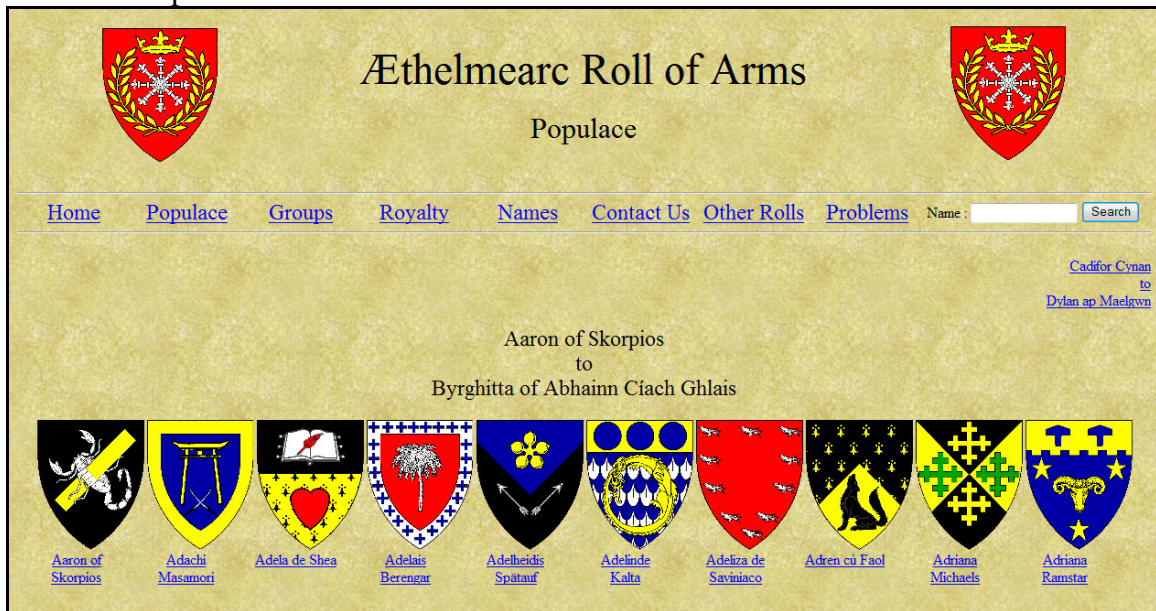 Æthelmearc Roll of Arms
Populace
Home Populace Groups Royalty Names Contact Us Other Rolls Problems Name : Search
Cadifor Cynan
to
Dylan ap Maelgwn
Aaron of Skorpios
to
Byrghitta of Abhainn Cíach Ghlais
Aaron of Skorpios
Adachi Masamori
Adela de Shea
Adelais Berengar
Adelheidis Spätauf
Adelinde Kalta
Adeliza de Saviniaco
Adren cú Faol
Adriana Michaels
Adriana Ramstar